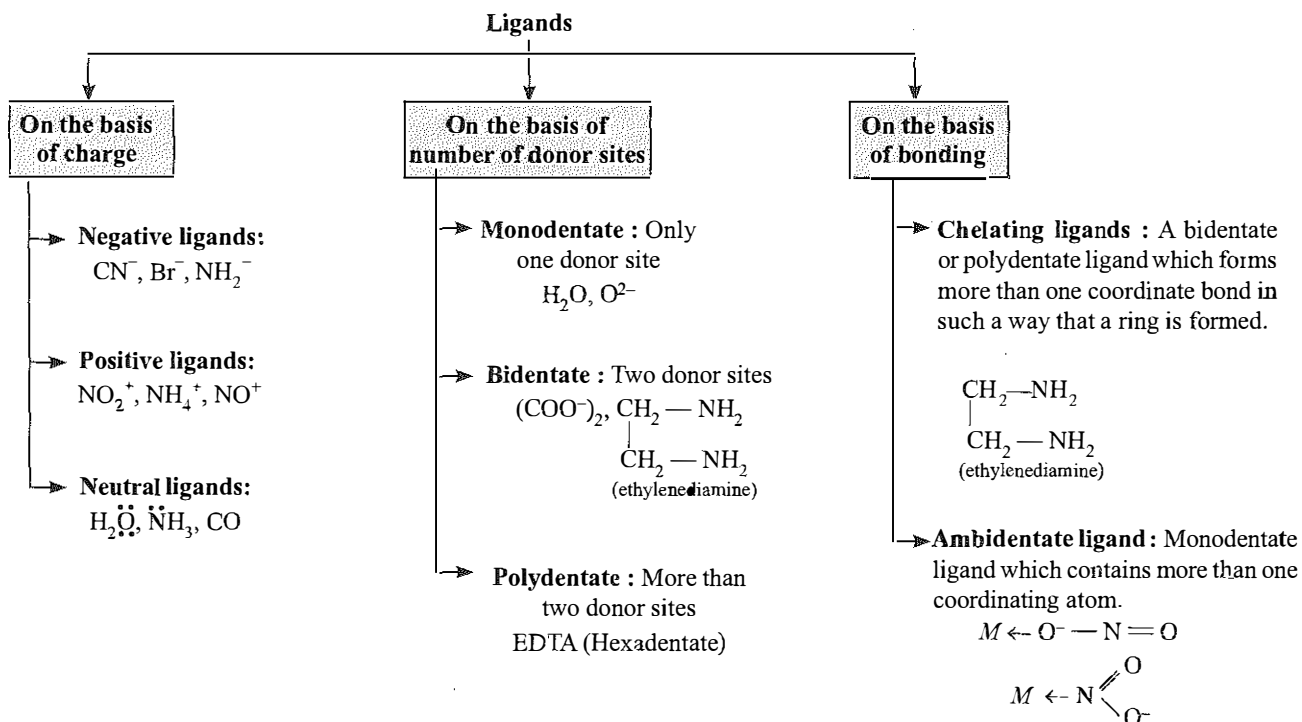 Ligands
On the basis
of charge
Negative ligands:
CN⁻, Br⁻, NH₂⁻
Positive ligands:
NO₂⁺, NH₄⁺, NO⁺
Neutral ligands:
H₂Ö, N̈H₃, CO
On the basis of
number of donor sites
Monodentate : Only
one donor site
H₂O, O²⁻
Bidentate : Two donor sites
(COO⁻)₂, CH₂ — NH₂
CH₂ — NH₂
(ethylenediamine)
Polydentate : More than
two donor sites
EDTA (Hexadentate)
On the basis
of bonding
Chelating ligands : A bidentate
or polydentate ligand which forms
more than one coordinate bond in
such a way that a ring is formed.
CH₂—NH₂
CH₂ — NH₂
(ethylenediamine)
Ambidentate ligand : Monodentate
ligand which contains more than one
coordinating atom.
M ← O⁻ — N = O
O
M ← N
O⁻